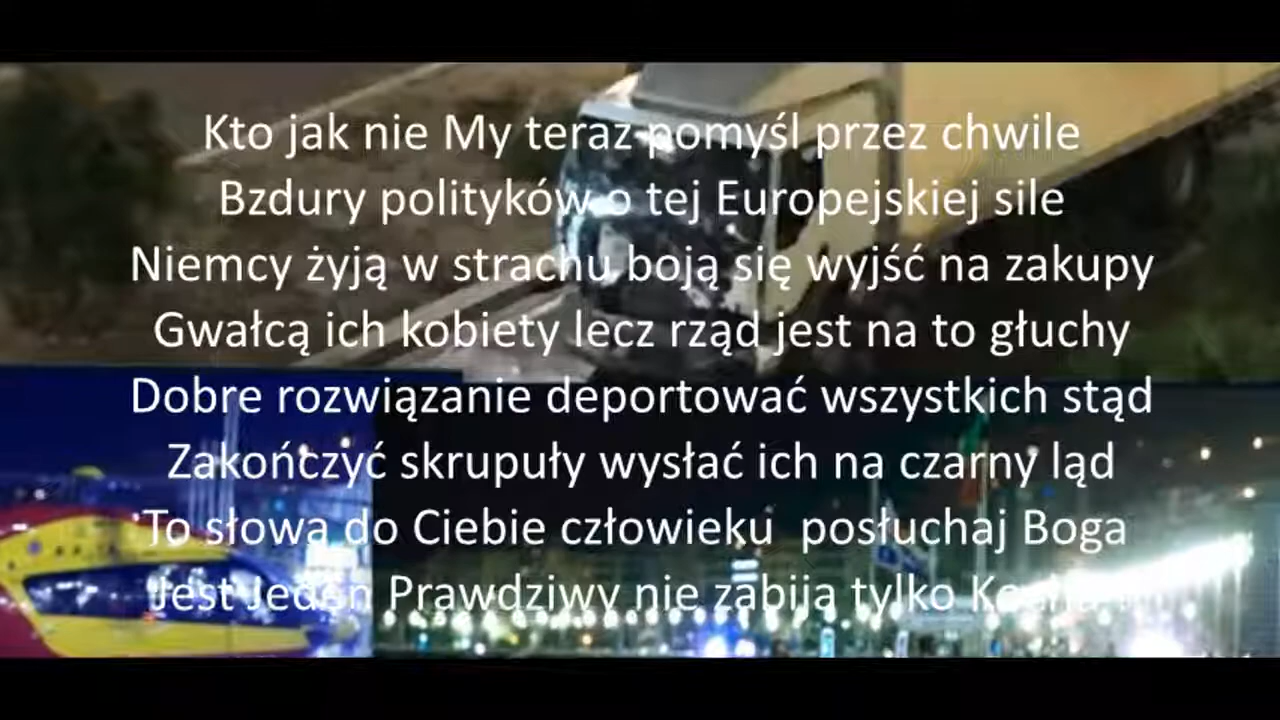 Kto jak nie My teraz pomyśl przez chwile
Bzdury polityków o tej Europejskiej sile
Niemcy żyją w strachu boją się wyjść na zakupy
Gwałcą ich kobiety lecz rząd jest na to głuchy
Dobre rozwiązanie deportować wszystkich stąd
Zakończyć skrupuły wysłać ich na czarny ląd
To słowa do Ciebie człowieku posłuchaj Boga
Jest Jeden Prawdziwy nie zabija tylko